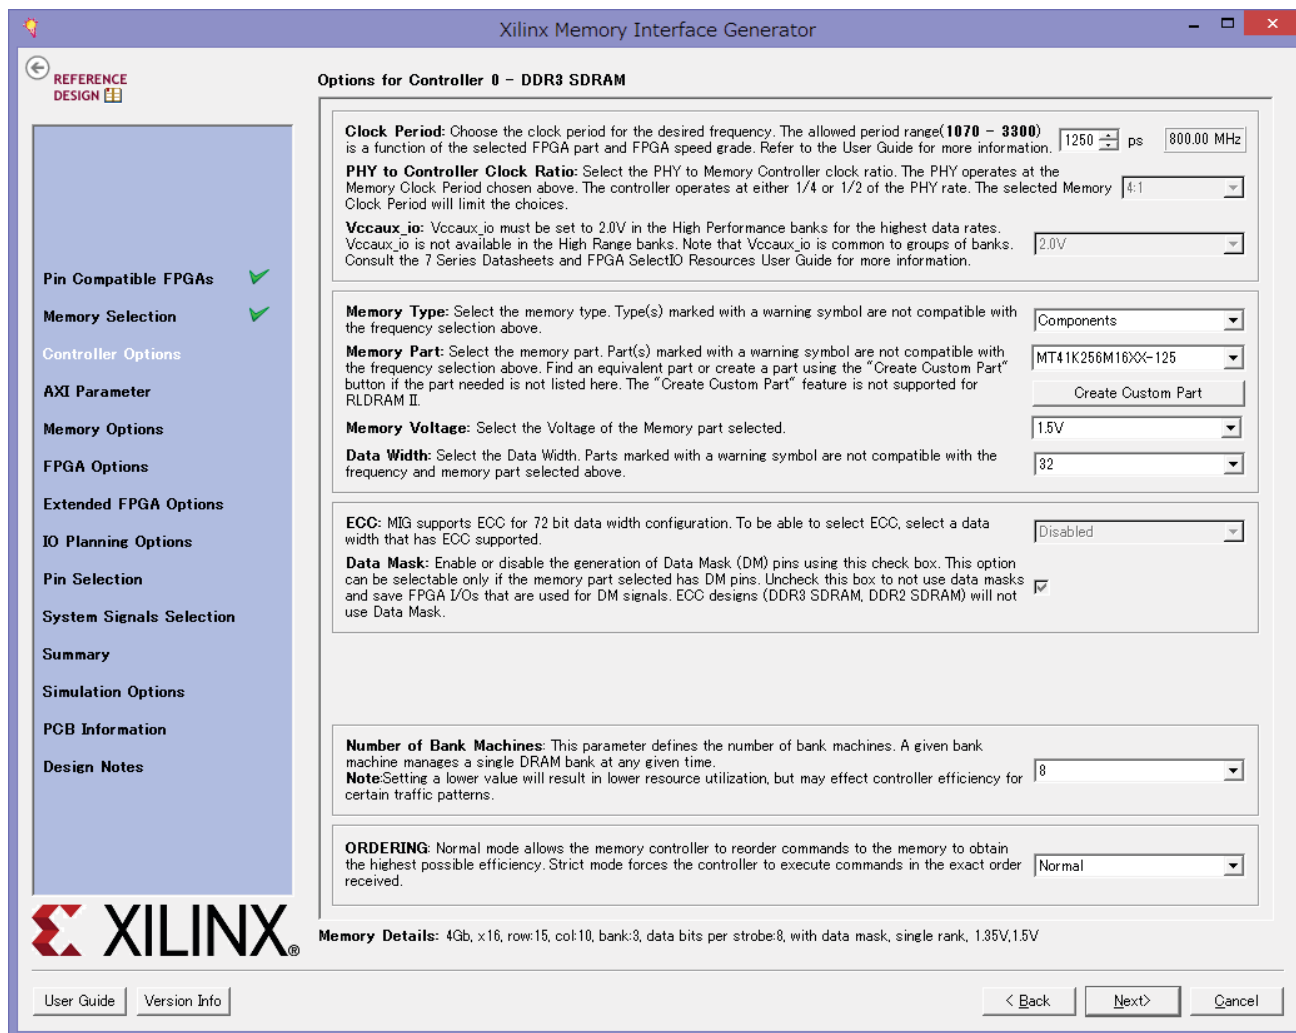 Xilinx Memory Interface Generator
REFERENCE
DESIGN
Pin Compatible FPGAs
Memory Selection
Controller Options
AXI Parameter
Memory Options
FPGA Options
Extended FPGA Options
IO Planning Options
Pin Selection
System Signals Selection
Summary
Simulation Options
PCB Information
Design Notes
XILINX®
Options for Controller 0 - DDR3 SDRAM
Clock Period: Choose the clock period for the desired frequency. The allowed period range(1070 - 3300)
is a function of the selected FPGA part and FPGA speed grade. Refer to the User Guide for more information.
1250 ps 800.00 MHz
PHY to Controller Clock Ratio: Select the PHY to Memory Controller clock ratio. The PHY operates at the
Memory Clock Period chosen above. The controller operates at either 1/4 or 1/2 of the PHY rate. The selected Memory
Clock Period will limit the choices.
4:1
Vccaux_io: Vccaux_io must be set to 2.0V in the High Performance banks for the highest data rates.
Vccaux_io is not available in the High Range banks. Note that Vccaux_io is common to groups of banks.
Consult the 7 Series Datasheets and FPGA SelectIO Resources User Guide for more information.
2.0V
Memory Type: Select the memory type. Type(s) marked with a warning symbol are not compatible with
the frequency selection above.
Components
Memory Part: Select the memory part. Part(s) marked with a warning symbol are not compatible with
the frequency selection above. Find an equivalent part or create a part using the "Create Custom Part"
button if the part needed is not listed here. The "Create Custom Part" feature is not supported for
RLDRAM II.
MT41K256M16XX-125
Create Custom Part
Memory Voltage: Select the Voltage of the Memory part selected.
1.5V
Data Width: Select the Data Width. Parts marked with a warning symbol are not compatible with the
frequency and memory part selected above.
32
ECC: MIG supports ECC for 72 bit data width configuration. To be able to select ECC, select a data
width that has ECC supported.
Disabled
Data Mask: Enable or disable the generation of Data Mask (DM) pins using this check box. This option
can be selectable only if the memory part selected has DM pins. Uncheck this box to not use data masks
and save FPGA I/Os that are used for DM signals. ECC designs (DDR3 SDRAM, DDR2 SDRAM) will not
use Data Mask.
Number of Bank Machines: This parameter defines the number of bank machines. A given bank
machine manages a single DRAM bank at any given time.
Note:Setting a lower value will result in lower resource utilization, but may effect controller efficiency for
certain traffic patterns.
8
ORDERING: Normal mode allows the memory controller to reorder commands to the memory to obtain
the highest possible efficiency. Strict mode forces the controller to execute commands in the exact order
received.
Normal
Memory Details: 4Gb, x16, row:15, col:10, bank:3, data bits per strobe:8, with data mask, single rank, 1.35V,1.5V
User Guide
Version Info
< Back
Next>
Cancel